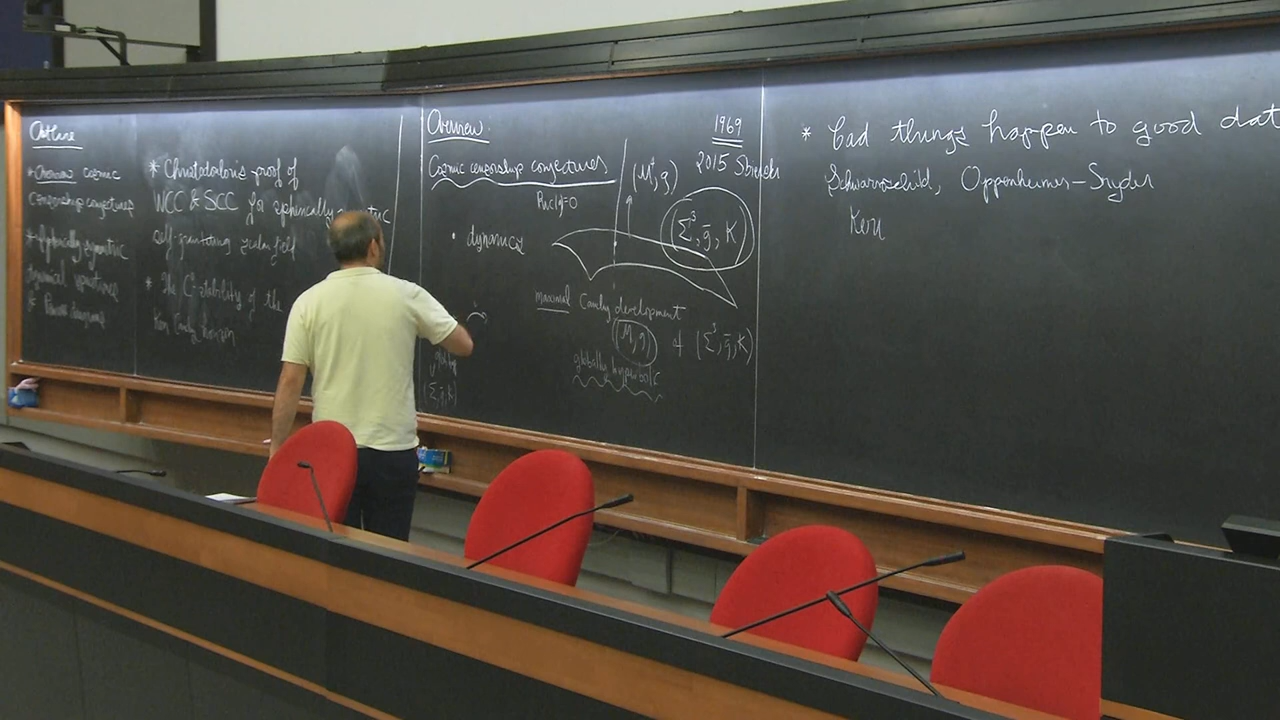 Outline
* Overview cosmic
censorship conjectures
* Spherically symmetric
dynamical spacetimes
* Penrose diagrams
* Christodoulou's proof of
WCC & SCC for spherically symmetric
self-gravitating scalar field
* The C⁰-stability of the
Kerr Cauchy horizon
Overview:
1969
2015
Cosmic censorship conjectures
(M⁴, g)
Ric(g)=0
(Σ³, ḡ, K)
• dynamics
maximal Cauchy development
(M, g) of (Σ³, ḡ, K)
globally hyperbolic
(Σ, ḡ, K)
* bad things happen to good dat
Schwarzschild, Oppenheimer–Snyder
Kerr